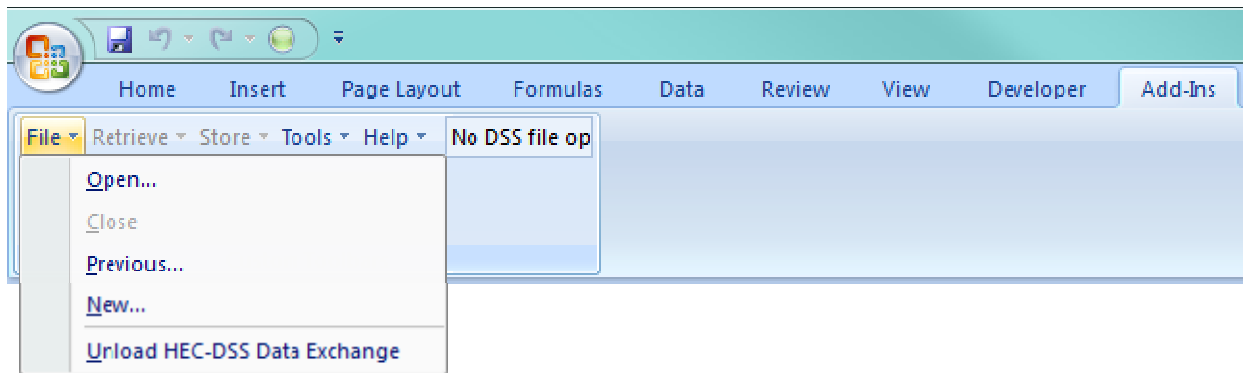 Home Insert Page Layout Formulas Data Review View Developer Add-Ins
File Retrieve Store Tools Help No DSS file op
Open...
Close
Previous...
New...
Unload HEC-DSS Data Exchange